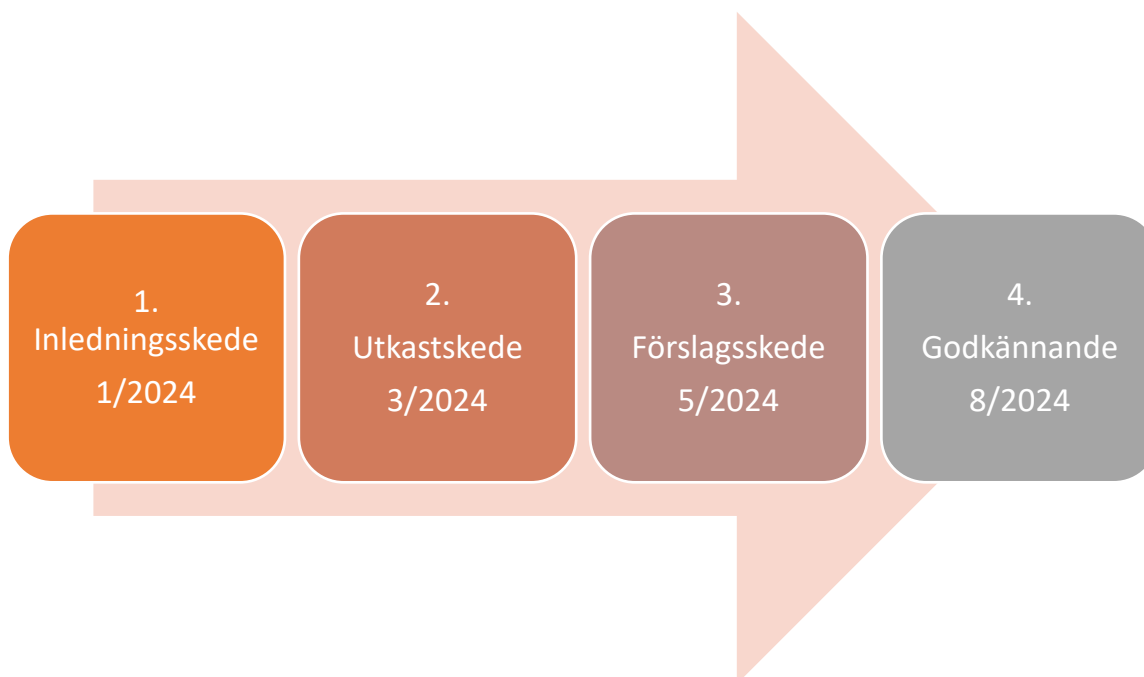 1.
Inledningsskede
1/2024
2.
Utkastskede
3/2024
3.
Förslagsskede
5/2024
4.
Godkännande
8/2024